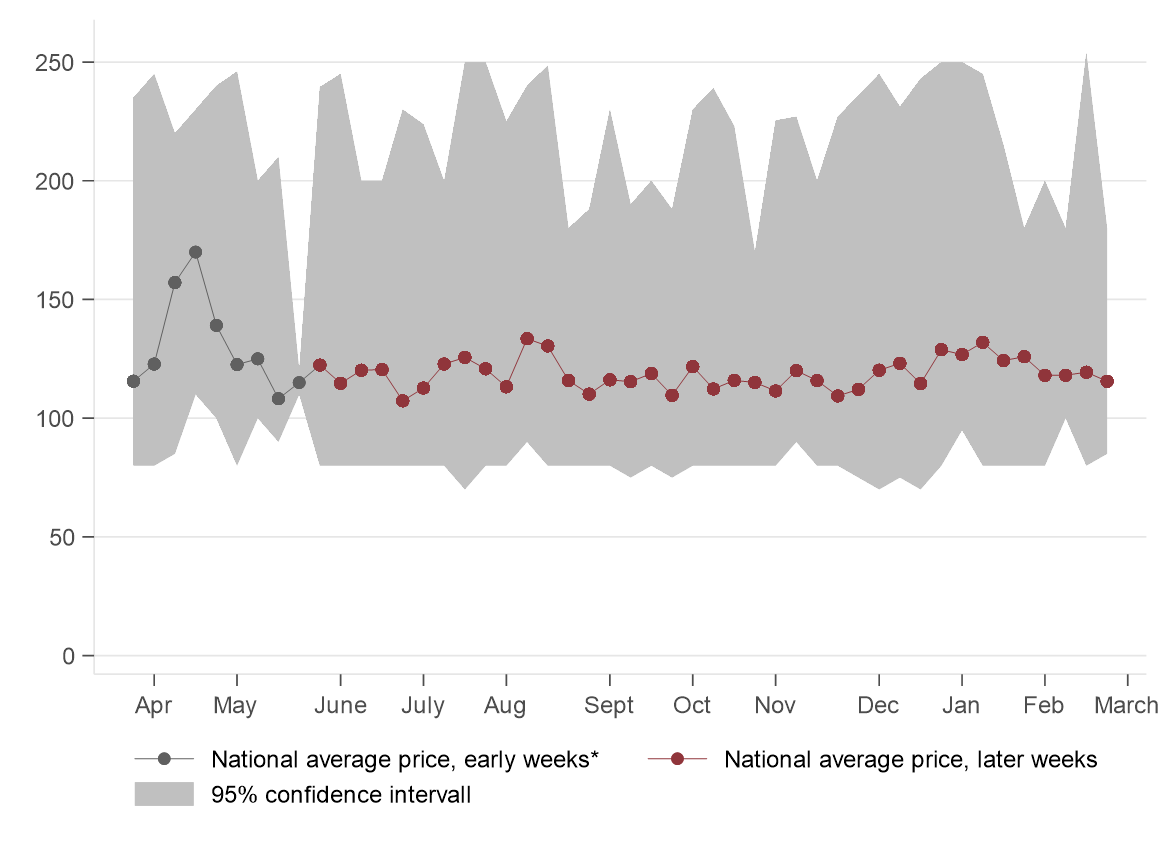 250
200
150
100
50
0
Apr May June July Aug Sept Oct Nov Dec Jan Feb March
National average price, early weeks* National average price, later weeks
95% confidence intervall